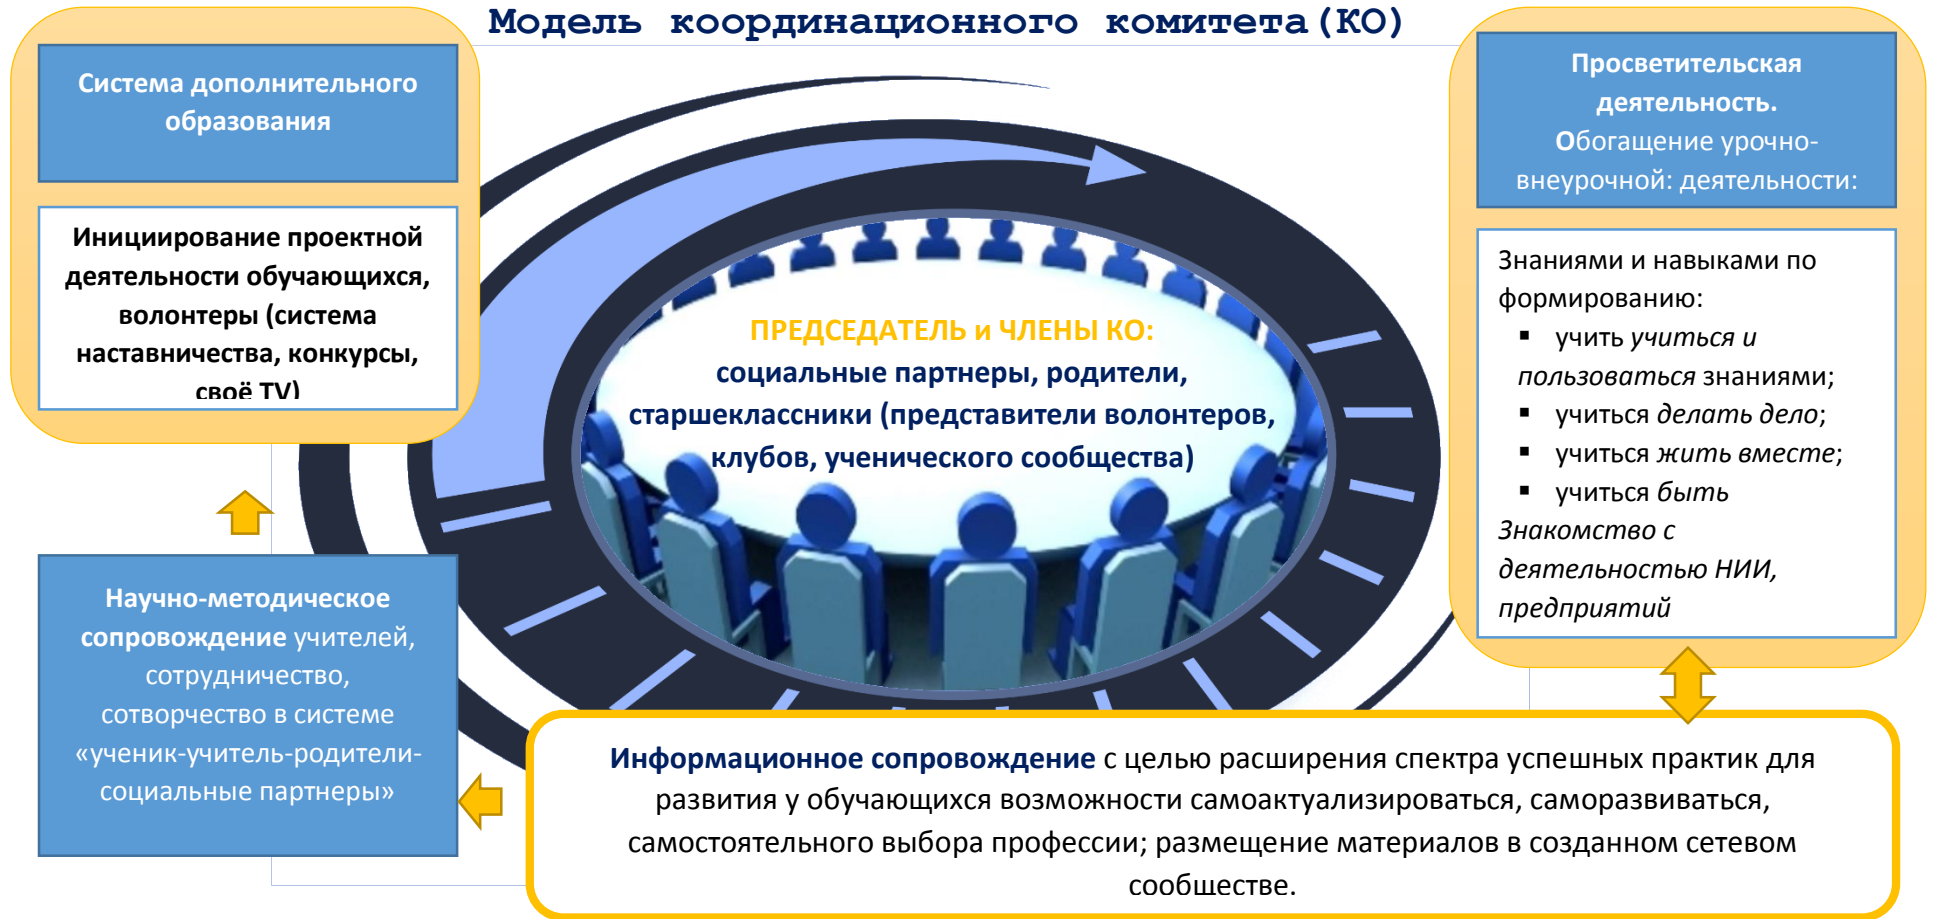 Модель координационного комитета(КО)
Система дополнительного
образования
Инициирование проектной
деятельности обучающихся,
волонтеры (система
наставничества, конкурсы,
своё TV)
Научно-методическое
сопровождение учителей,
сотрудничество,
сотворчество в системе
«ученик-учитель-родители-
социальные партнеры»
ПРЕДСЕДАТЕЛЬ и ЧЛЕНЫ КО:
социальные партнеры, родители,
старшеклассники (представители волонтеров,
клубов, ученического сообщества)
Просветительская
деятельность.
Обогащение урочно-
внеурочной: деятельности:
Знаниями и навыками по
формированию:
▪ учить учиться и
пользоваться знаниями;
▪ учиться делать дело;
▪ учиться жить вместе;
▪ учиться быть
Знакомство с
деятельностью НИИ,
предприятий
Информационное сопровождение с целью расширения спектра успешных практик для
развития у обучающихся возможности самоактуализироваться, саморазвиваться,
самостоятельного выбора профессии; размещение материалов в созданном сетевом
сообществе.